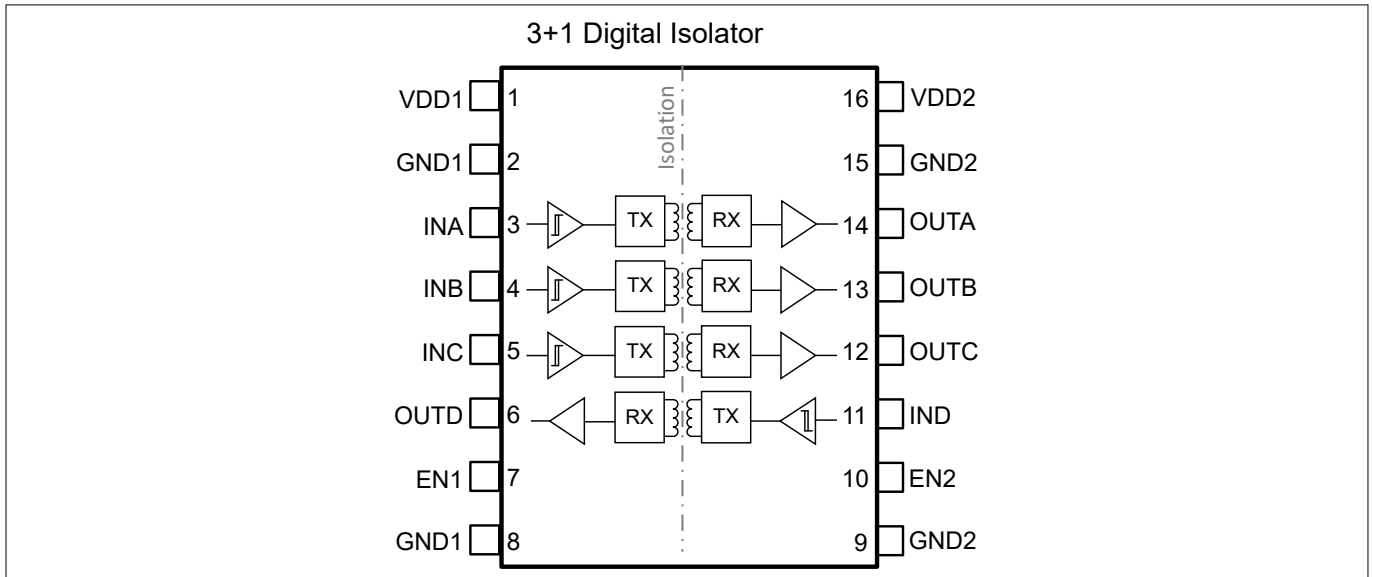 3+1 Digital Isolator
VDD1 1 16 VDD2
Isolation
GND1 2 15 GND2
INA 3 TX RX 14 OUTA
INB 4 TX RX 13 OUTB
INC 5 TX RX 12 OUTC
OUTD 6 RX TX 11 IND
EN1 7 10 EN2
GND1 8 9 GND2